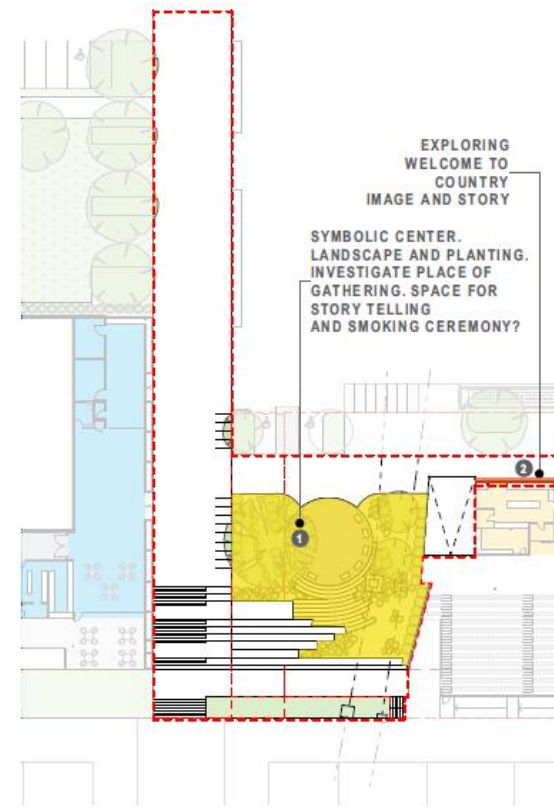 EXPLORING
WELCOME TO
COUNTRY
IMAGE AND STORY
SYMBOLIC CENTER.
LANDSCAPE AND PLANTING.
INVESTIGATE PLACE OF
GATHERING. SPACE FOR
STORY TELLING
AND SMOKING CEREMONY?
2
1